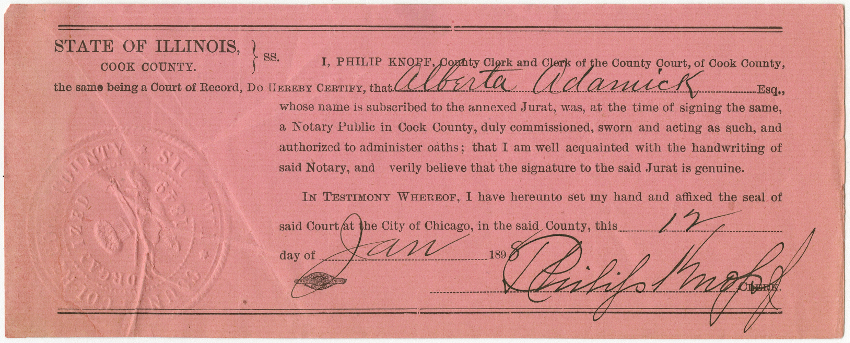 STATE OF ILLINOIS,
COOK COUNTY. } SS.
I, PHILIP KNOPF, County Clerk and Clerk of the County Court, of Cook County,
the same being a Court of Record, DO HEREBY CERTIFY, that Alberta Adamick Esq.,
whose name is subscribed to the annexed Jurat, was, at the time of signing the same,
a Notary Public in Cook County, duly commissioned, sworn and acting as such, and
authorized to administer oaths; that I am well acquainted with the handwriting of
said Notary, and verily believe that the signature to the said Jurat is genuine.
IN TESTIMONY WHEREOF, I have hereunto set my hand and affixed the seal of
said Court at the City of Chicago, in the said County, this 12
day of Jan 189
Philip Knopf CLERK.